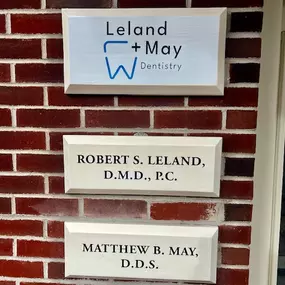 Leland
+May
Dentistry
ROBERT S. LELAND,
D.M.D., P.C.
MATTHEW B. MAY,
D.D.S.